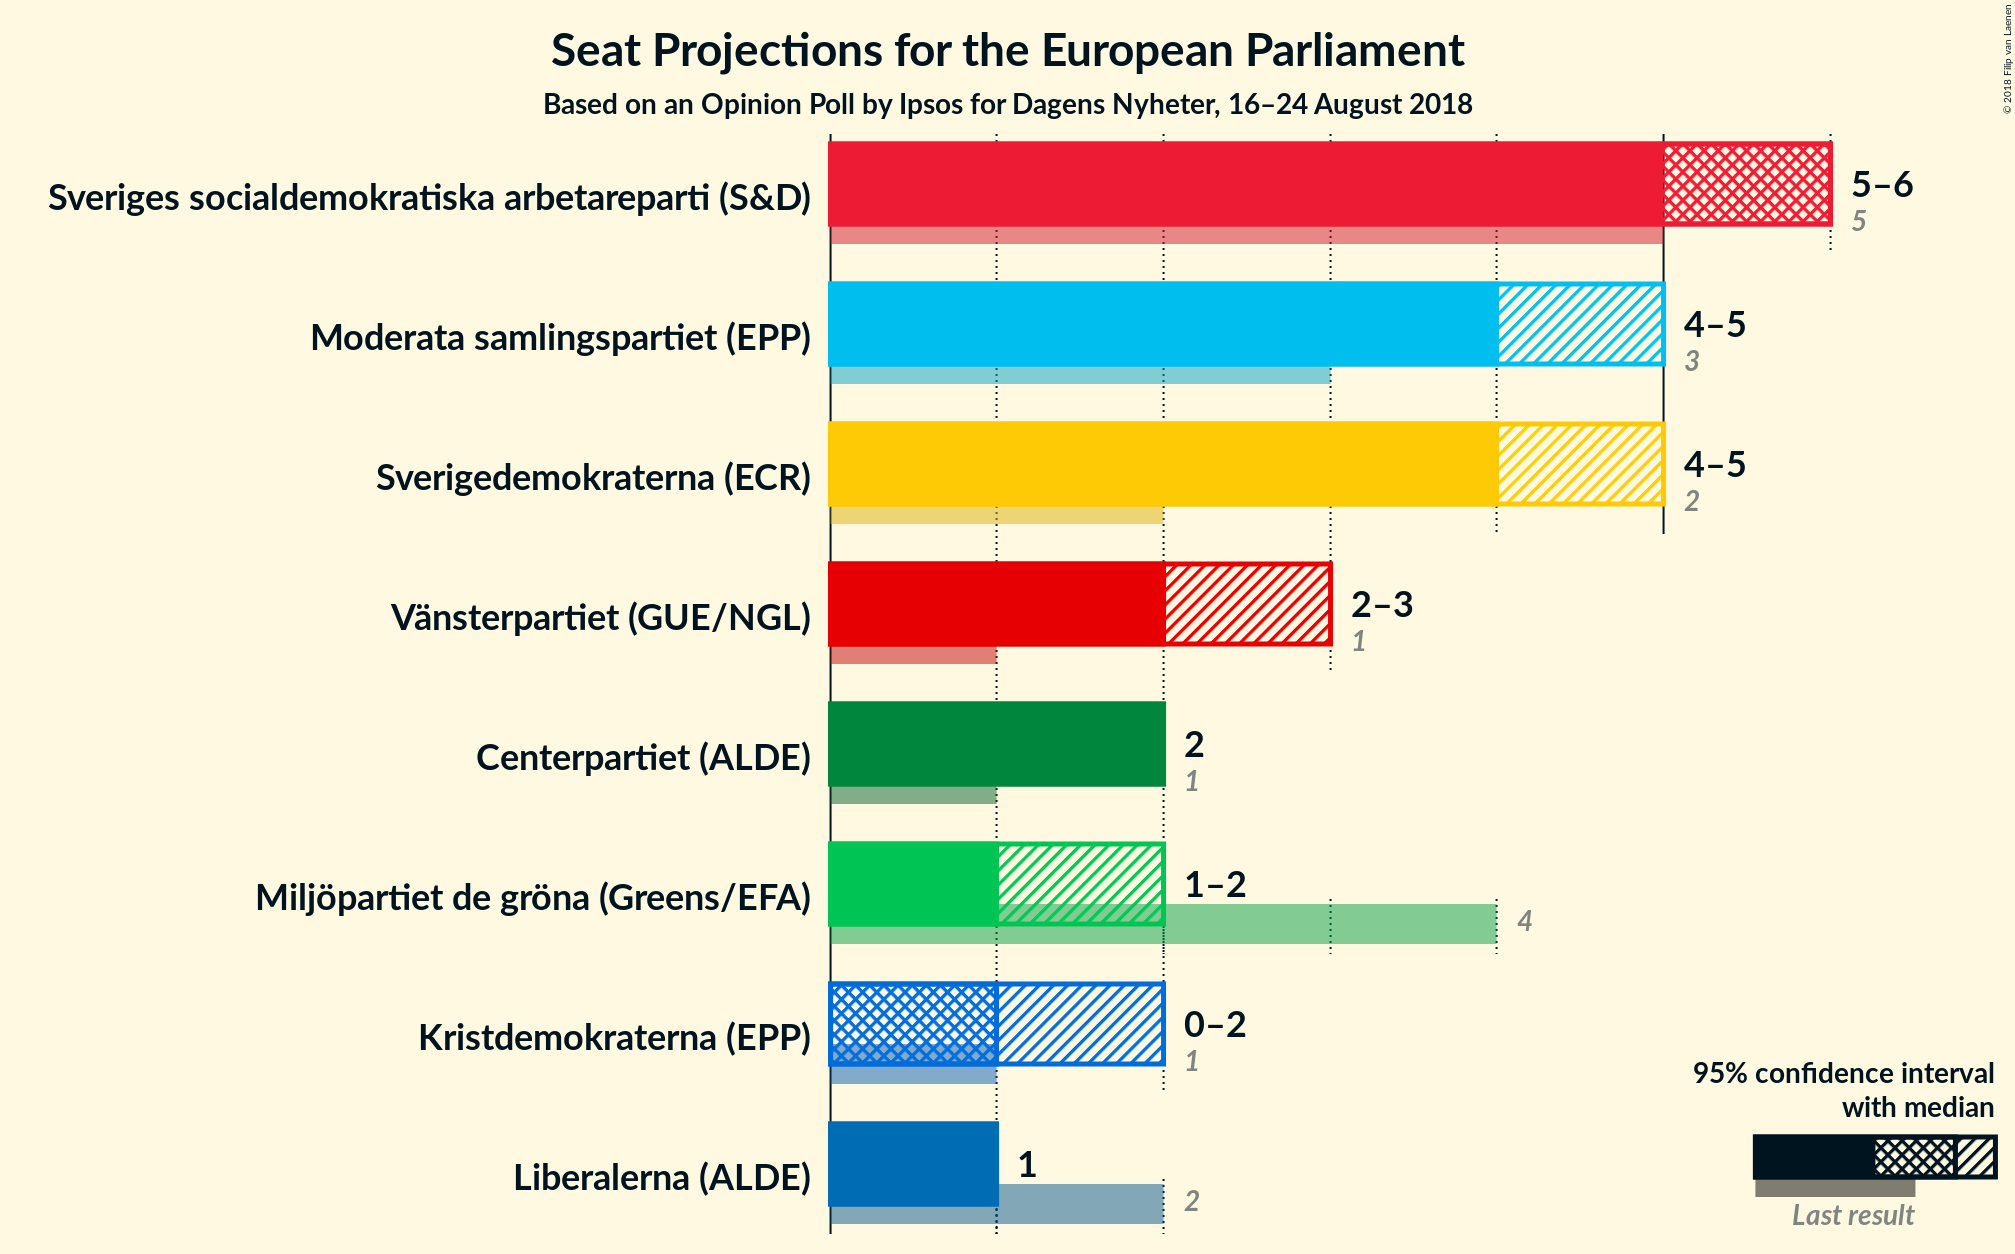 Seat Projections for the European Parliament
Based on an Opinion Poll by Ipsos for Dagens Nyheter, 16–24 August 2018
© 2018 Filip van Laenen
Sveriges socialdemokratiska arbetareparti (S&D)
5–6
5
Moderata samlingspartiet (EPP)
4–5
3
Sverigedemokraterna (ECR)
4–5
2
Vänsterpartiet (GUE/NGL)
2–3
1
Centerpartiet (ALDE)
2
1
Miljöpartiet de gröna (Greens/EFA)
1–2
4
Kristdemokraterna (EPP)
0–2
1
Liberalerna (ALDE)
1
2
95% confidence interval
with median
Last result